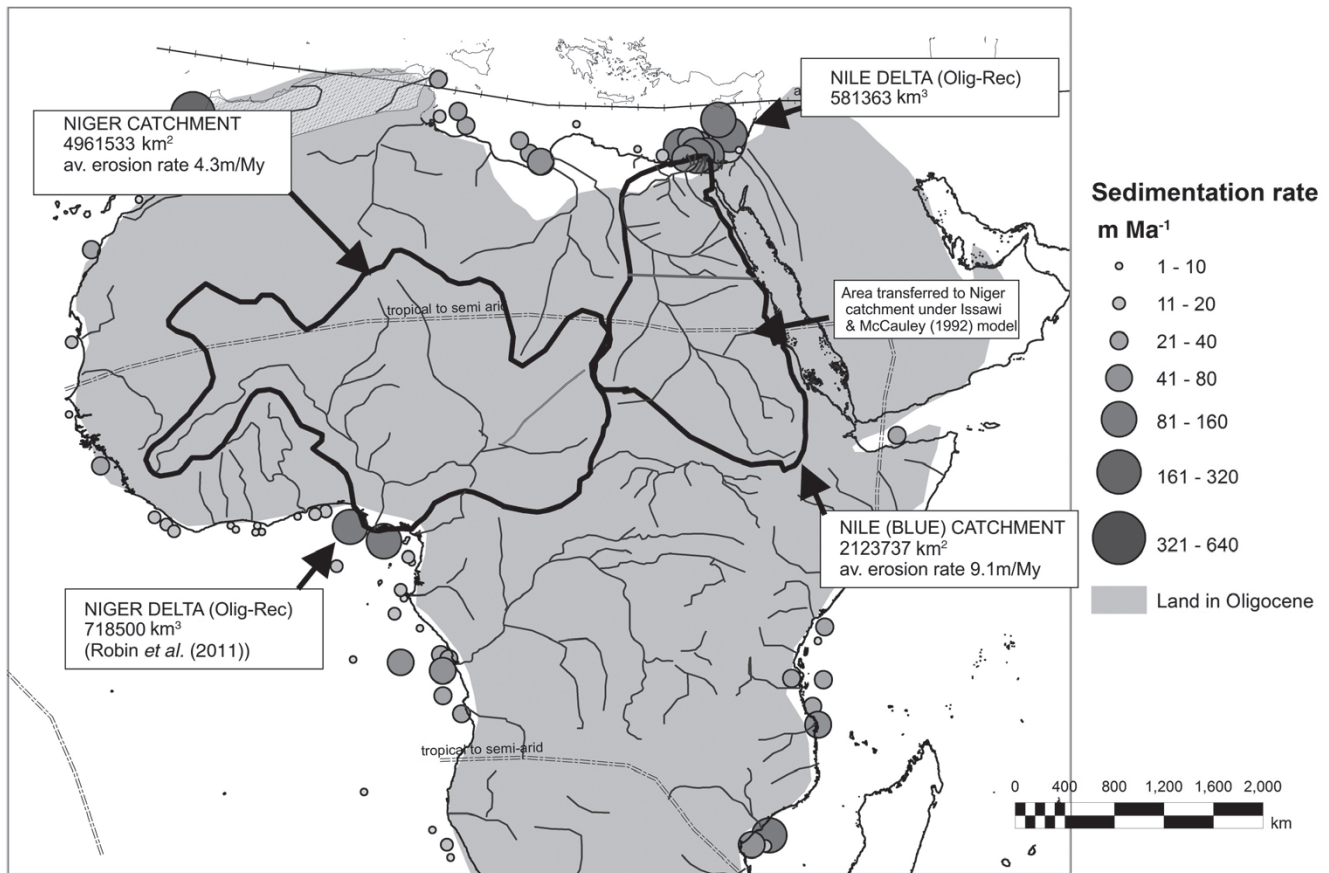 NILE DELTA (Olig-Rec)
581363 km³
a
NIGER CATCHMENT
4961533 km²
av. erosion rate 4.3m/My
tropical to semi arid
Area transferred to Niger
catchment under Issawi
& McCauley (1992) model
NILE (BLUE) CATCHMENT
2123737 km²
av. erosion rate 9.1m/My
NIGER DELTA (Olig-Rec)
718500 km³
(Robin et al. (2011))
tropical to semi-arid
Sedimentation rate
m Ma⁻¹
1 - 10
11 - 20
21 - 40
41 - 80
81 - 160
161 - 320
321 - 640
Land in Oligocene
0 400 800 1,200 1,600 2,000
km